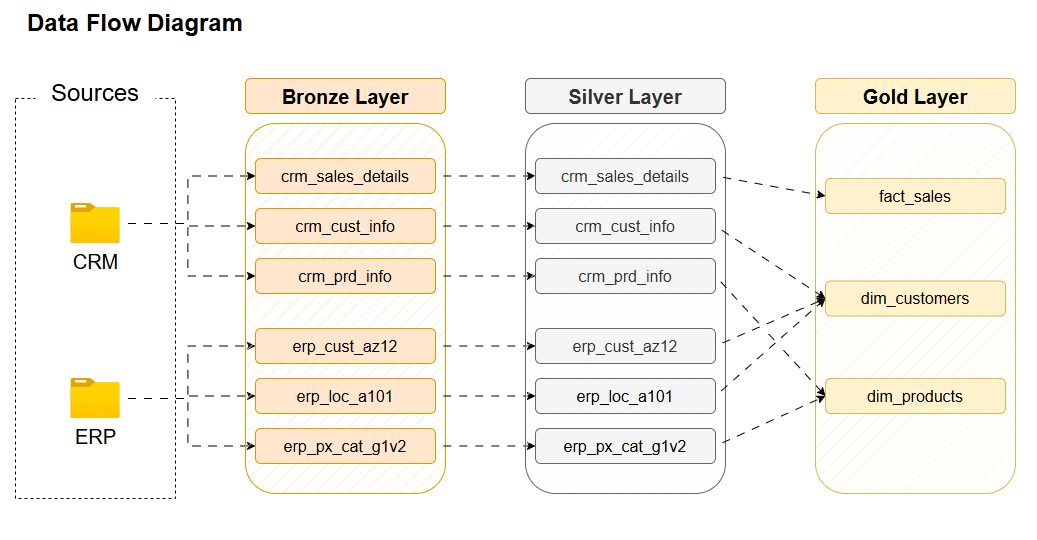 Data Flow Diagram
Sources
Bronze Layer
Silver Layer
Gold Layer
CRM
ERP
crm_sales_details
crm_cust_info
crm_prd_info
erp_cust_az12
erp_loc_a101
erp_px_cat_g1v2
crm_sales_details
crm_cust_info
crm_prd_info
erp_cust_az12
erp_loc_a101
erp_px_cat_g1v2
fact_sales
dim_customers
dim_products